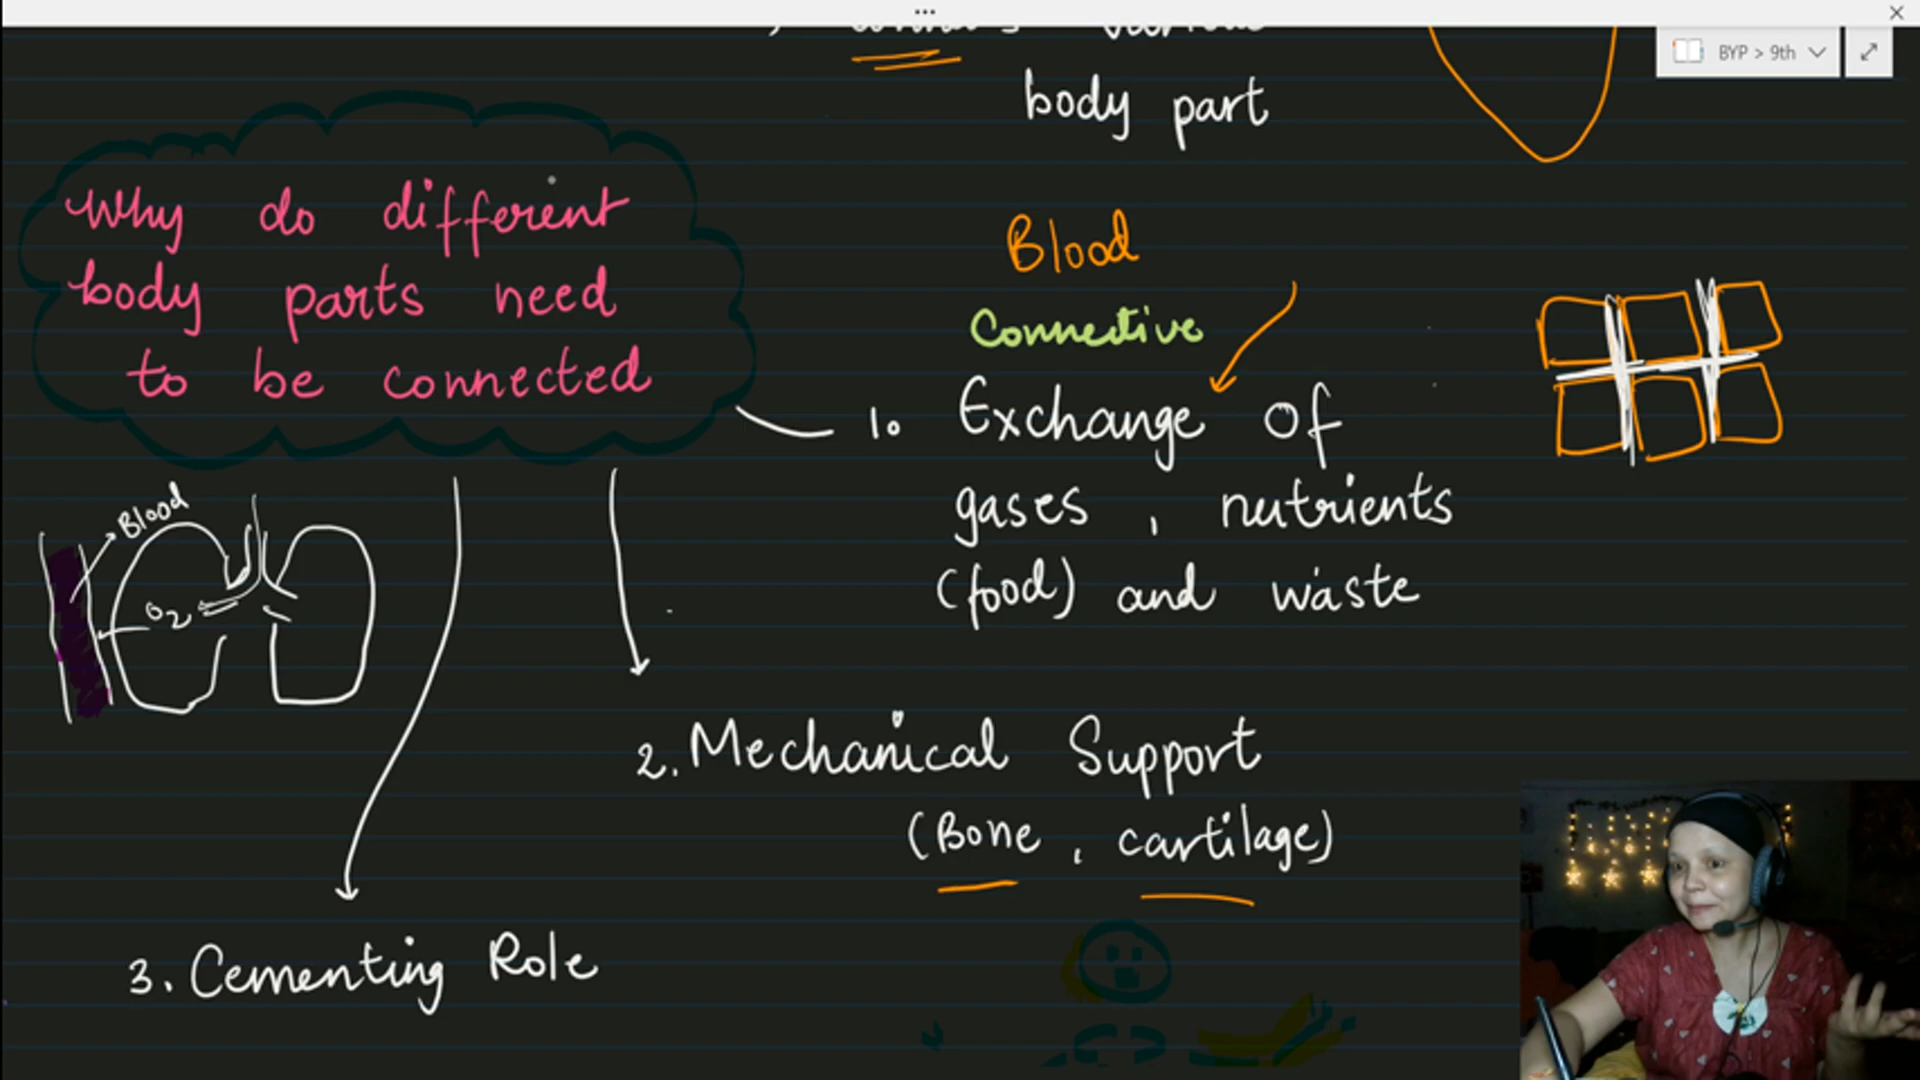 BYP > 9th
body part
Why do different
body parts need
to be connected
Blood
Connective
1. Exchange of
gases, nutrients
(food) and waste
Blood
O2
2. Mechanical Support
(Bone, cartilage)
3. Cementing Role